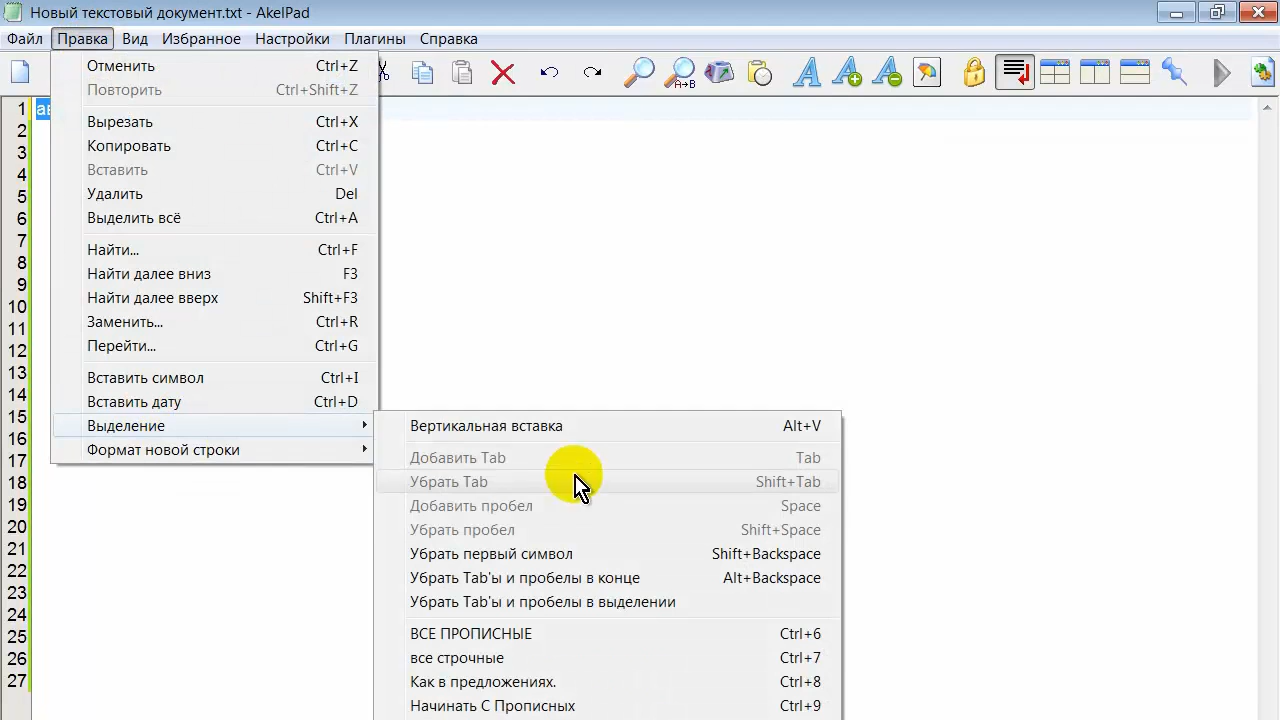 Новый текстовый документ.txt - AkelPad
Файл Правка Вид Избранное Настройки Плагины Справка
Отменить Ctrl+Z
Повторить Ctrl+Shift+Z
A→B
Вырезать Ctrl+X
Копировать Ctrl+C
Вставить Ctrl+V
Удалить Del
Выделить всё Ctrl+A
Найти... Ctrl+F
Найти далее вниз F3
Найти далее вверх Shift+F3
Заменить... Ctrl+R
Перейти... Ctrl+G
Вставить символ Ctrl+I
Вставить дату Ctrl+D
Выделение
Формат новой строки
Вертикальная вставка Alt+V
Добавить Tab Tab
Убрать Tab Shift+Tab
Добавить пробел Space
Убрать пробел Shift+Space
Убрать первый символ Shift+Backspace
Убрать Tab'ы и пробелы в конце Alt+Backspace
Убрать Tab'ы и пробелы в выделении
ВСЕ ПРОПИСНЫЕ Ctrl+6
все строчные Ctrl+7
Как в предложениях. Ctrl+8
Начинать С Прописных Ctrl+9
1
2
3
4
5
6
7
8
9
10
11
12
13
14
15
16
17
18
19
20
21
22
23
24
25
26
27